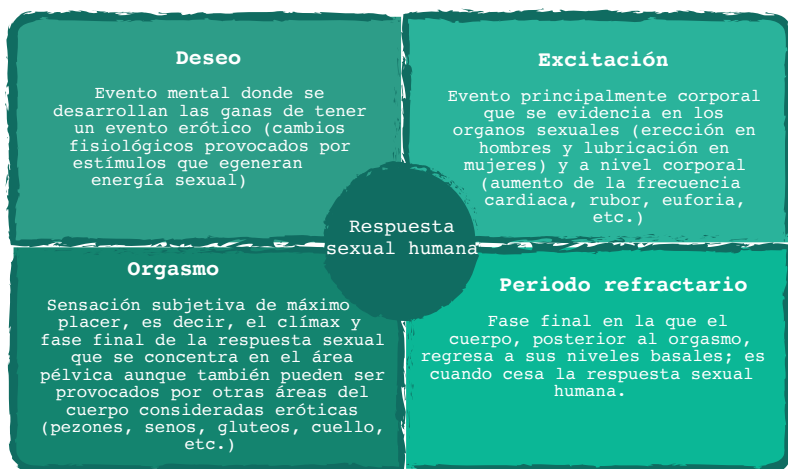 Deseo
Evento mental donde se
desarrollan las ganas de tener
un evento erótico (cambios
fisiológicos provocados por
estímulos que egeneran
energía sexual)
Excitación
Evento principalmente corporal
que se evidencia en los
organos sexuales (erección en
hombres y lubricación en
mujeres) y a nivel corporal
(aumento de la frecuencia
cardiaca, rubor, euforia,
etc.)
Respuesta
sexual humana
Orgasmo
Sensación subjetiva de máximo
placer, es decir, el clímax y
fase final de la respuesta sexual
que se concentra en el área
pélvica aunque también pueden ser
provocados por otras áreas del
cuerpo consideradas eróticas
(pezones, senos, gluteos, cuello,
etc.)
Periodo refractario
Fase final en la que el
cuerpo, posterior al orgasmo,
regresa a sus niveles basales; es
cuando cesa la respuesta sexual
humana.